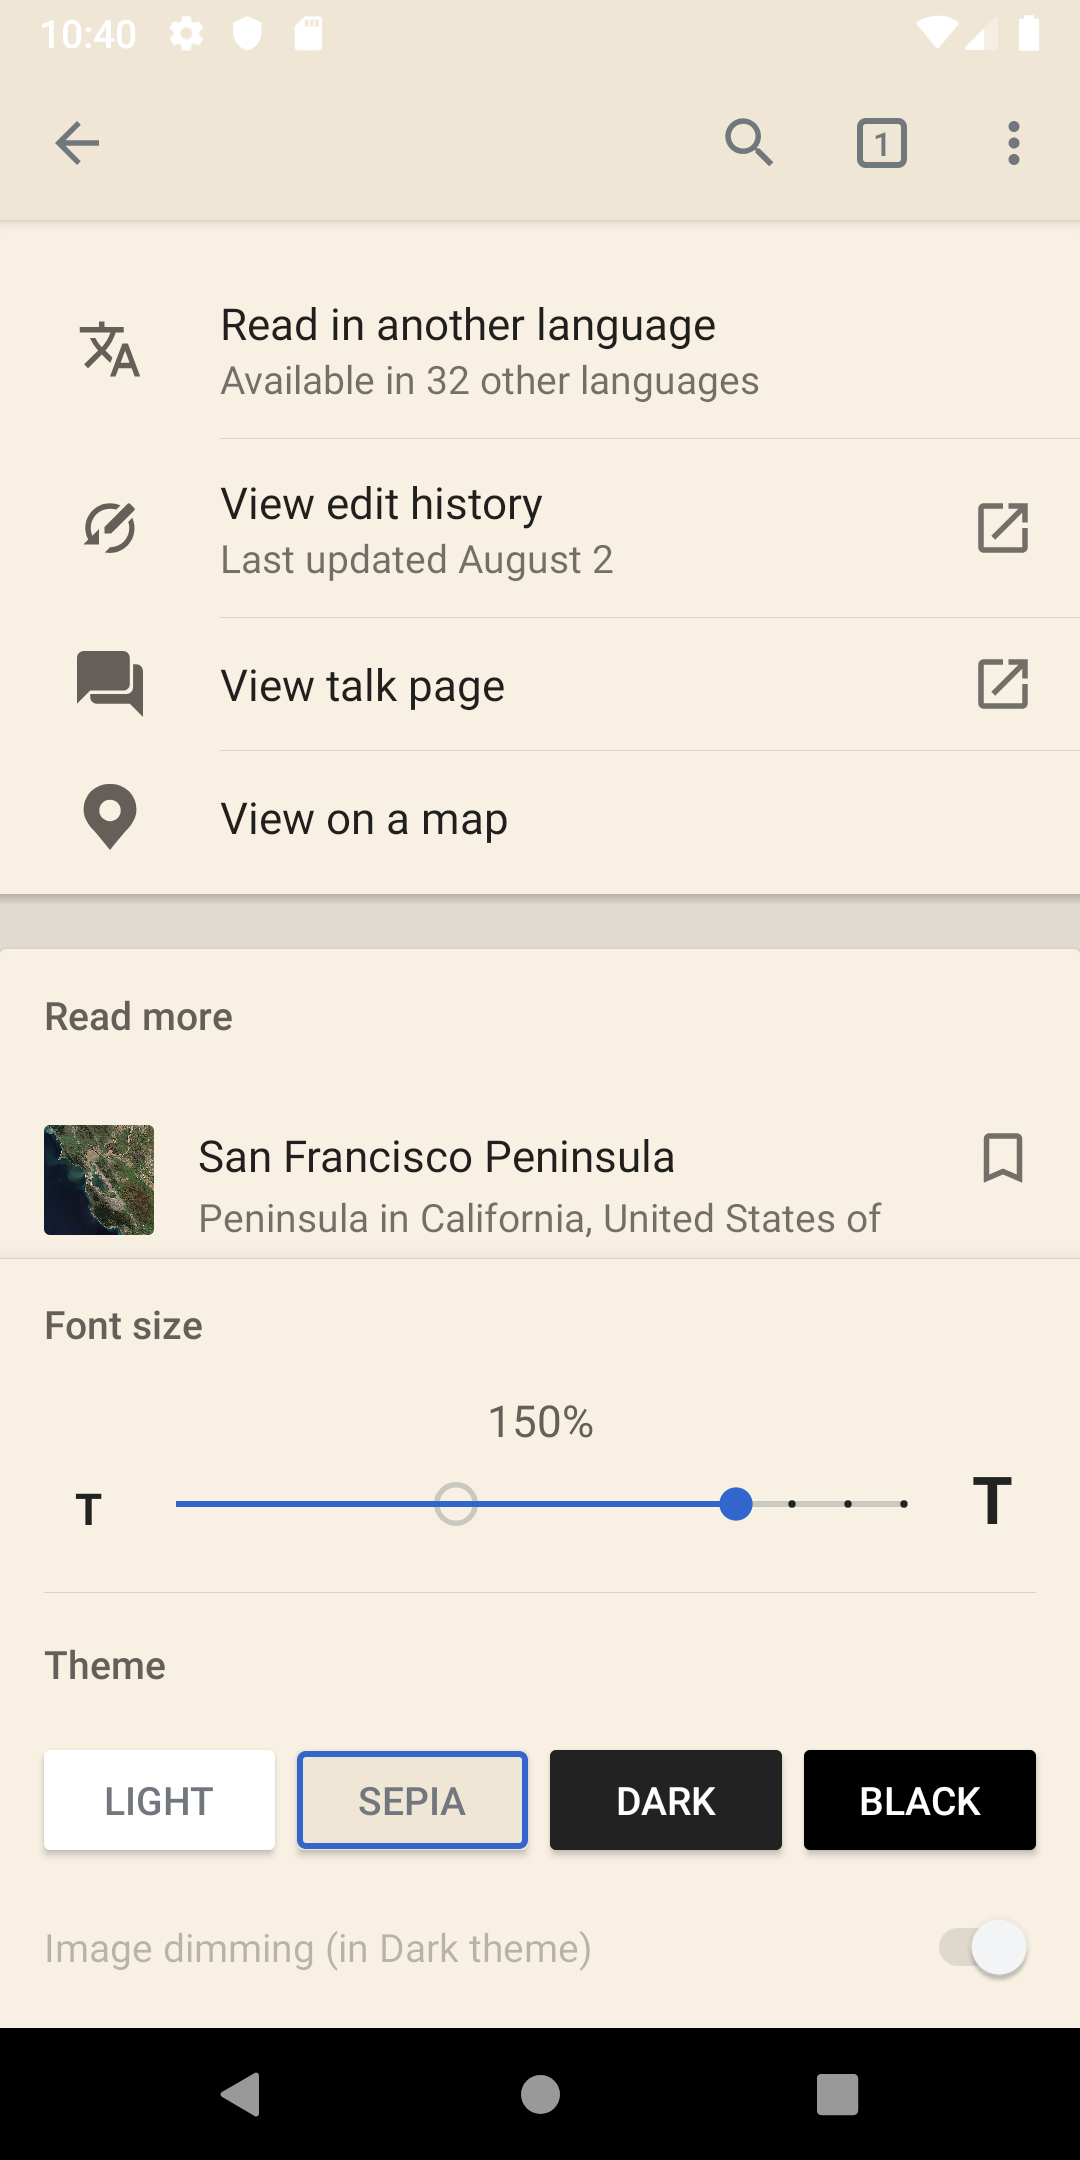 10:40
1
Read in another language
Available in 32 other languages
View edit history
Last updated August 2
View talk page
View on a map
Read more
San Francisco Peninsula
Peninsula in California, United States of
Font size
150%
T
T
Theme
LIGHT
SEPIA
DARK
BLACK
Image dimming (in Dark theme)